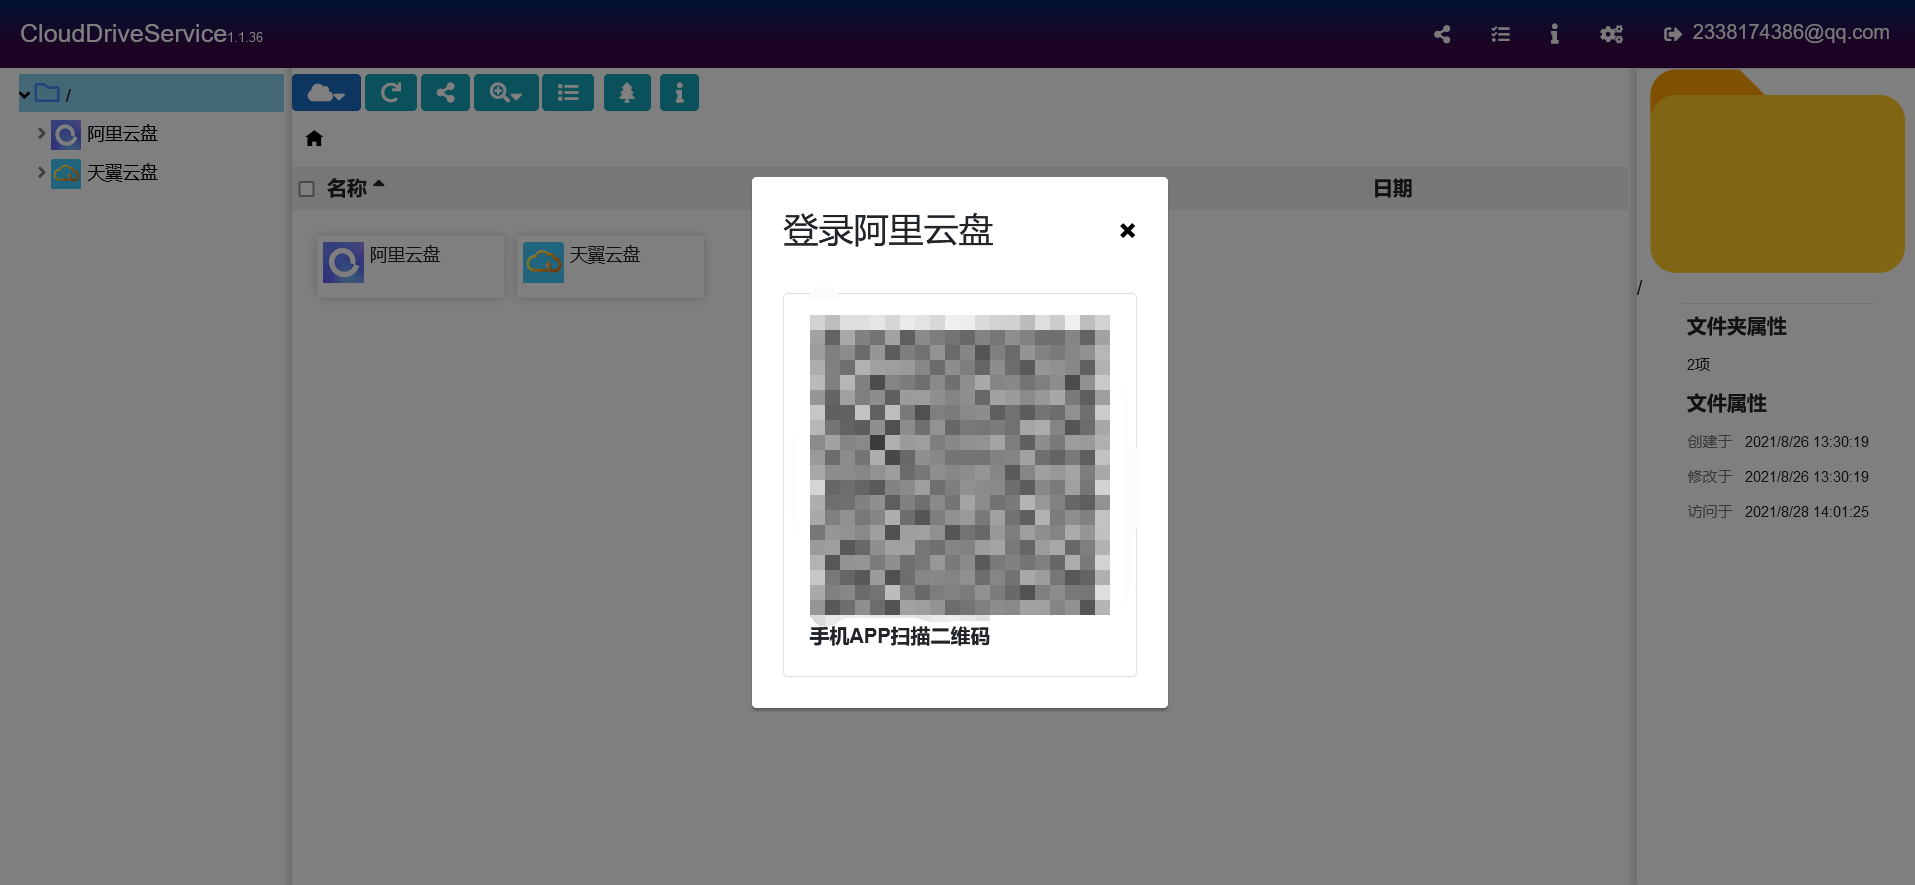 CloudDriveService1.1.36
2338174386@qq.com
/
阿里云盘
天翼云盘
名称
日期
阿里云盘
天翼云盘
登录阿里云盘
手机APP扫描二维码
/
文件夹属性
2项
文件属性
创建于 2021/8/26 13:30:19
修改于 2021/8/26 13:30:19
访问于 2021/8/28 14:01:25